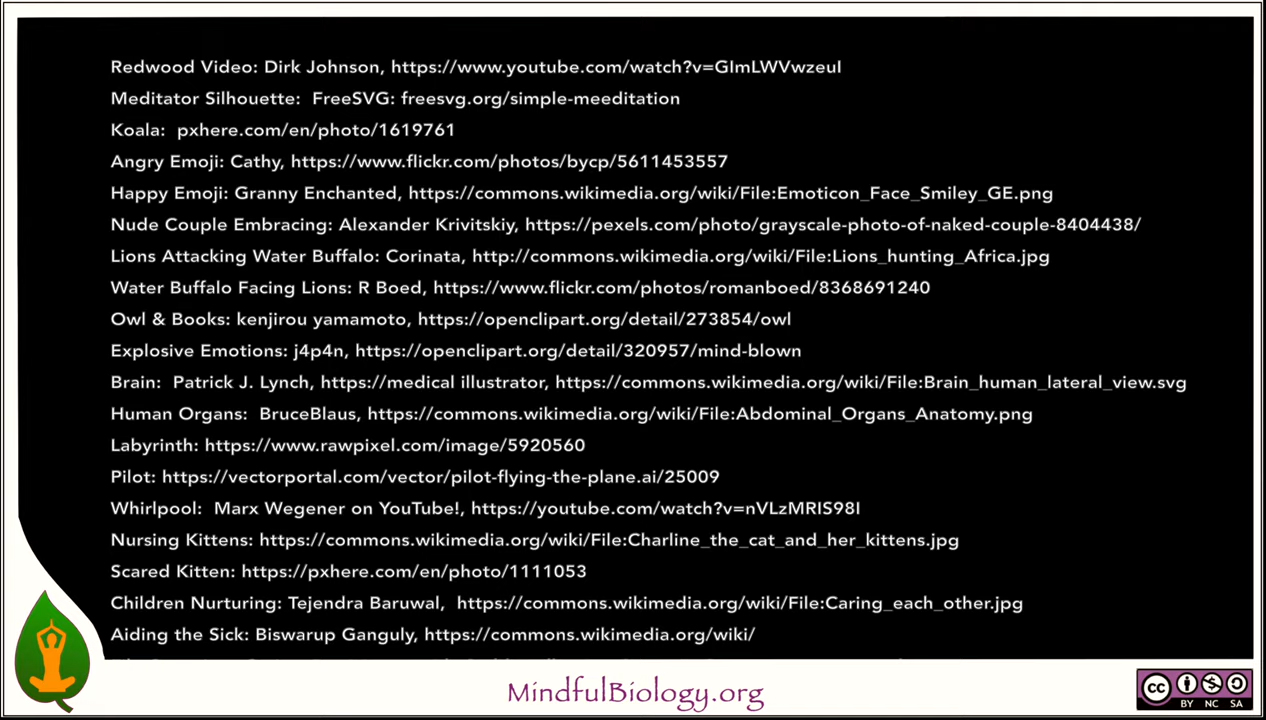 Redwood Video: Dirk Johnson, https://www.youtube.com/watch?v=GImLWVwzeuI
Meditator Silhouette:  FreeSVG: freesvg.org/simple-meeditation
Koala:  pxhere.com/en/photo/1619761
Angry Emoji: Cathy, https://www.flickr.com/photos/bycp/5611453557
Happy Emoji: Granny Enchanted, https://commons.wikimedia.org/wiki/File:Emoticon_Face_Smiley_GE.png
Nude Couple Embracing: Alexander Krivitskiy, https://pexels.com/photo/grayscale-photo-of-naked-couple-8404438/
Lions Attacking Water Buffalo: Corinata, http://commons.wikimedia.org/wiki/File:Lions_hunting_Africa.jpg
Water Buffalo Facing Lions: R Boed, https://www.flickr.com/photos/romanboed/8368691240
Owl & Books: kenjirou yamamoto, https://openclipart.org/detail/273854/owl
Explosive Emotions: j4p4n, https://openclipart.org/detail/320957/mind-blown
Brain:  Patrick J. Lynch, https://medical illustrator, https://commons.wikimedia.org/wiki/File:Brain_human_lateral_view.svg
Human Organs:  BruceBlaus, https://commons.wikimedia.org/wiki/File:Abdominal_Organs_Anatomy.png
Labyrinth: https://www.rawpixel.com/image/5920560
Pilot: https://vectorportal.com/vector/pilot-flying-the-plane.ai/25009
Whirlpool:  Marx Wegener on YouTube!, https://youtube.com/watch?v=nVLzMRIS98I
Nursing Kittens: https://commons.wikimedia.org/wiki/File:Charline_the_cat_and_her_kittens.jpg
Scared Kitten: https://pxhere.com/en/photo/1111053
Children Nurturing: Tejendra Baruwal,  https://commons.wikimedia.org/wiki/File:Caring_each_other.jpg
Aiding the Sick: Biswarup Ganguly, https://commons.wikimedia.org/wiki/
MindfulBiology.org
cc
BY NC SA